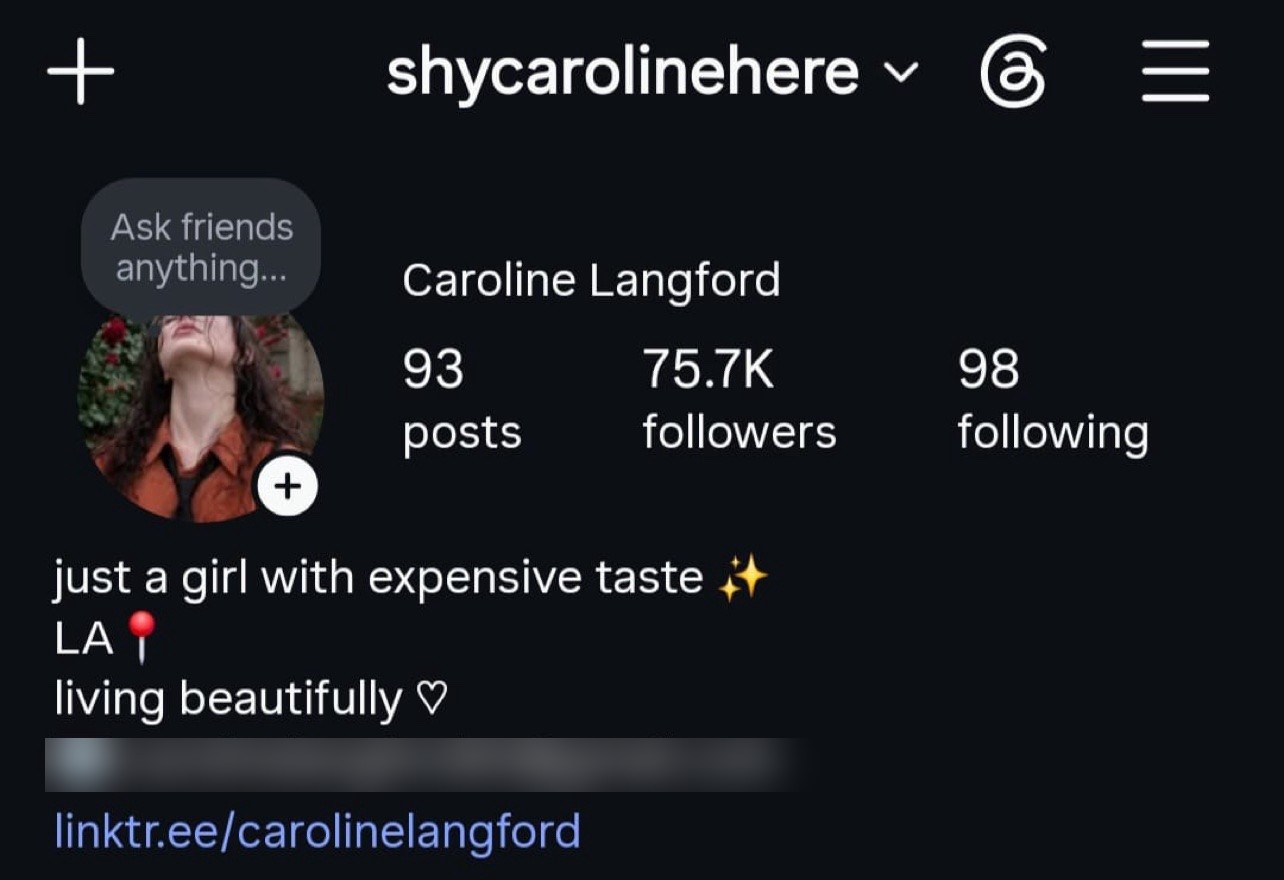 shycarolinehere
Ask friends
anything...
Caroline Langford
93
posts
75.7K
followers
98
following
just a girl with expensive taste ✨
LA📍
living beautifully ♡
linktr.ee/carolinelangford